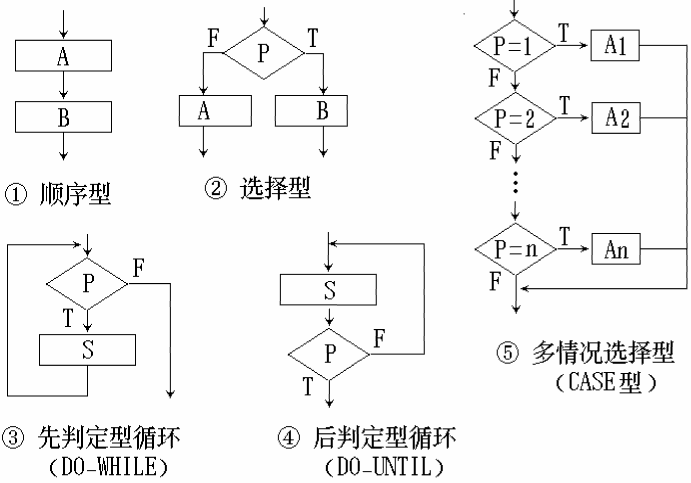 A
B
① 顺序型
F
P
T
A
B
② 选择型
P
F
T
S
③ 先判定型循环
(DO-WHILE)
S
P
F
T
④ 后判定型循环
(DO-UNTIL)
P=1
T
A1
F
P=2
T
A2
F
⋮
P=n
T
An
F
⑤ 多情况选择型
(CASE型)